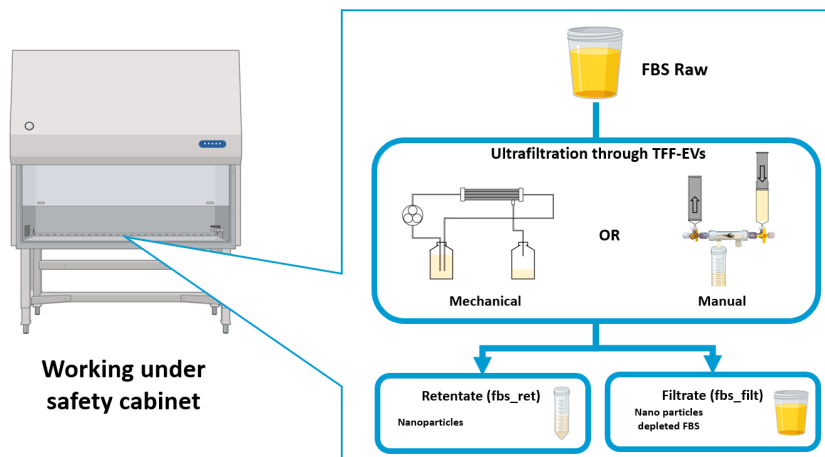 FBS Raw
Ultrafiltration through TFF-EVs
OR
Mechanical
Manual
Working under
safety cabinet
Retentate (fbs_ret)
Nanoparticles
Filtrate (fbs_filt)
Nano particles
depleted FBS